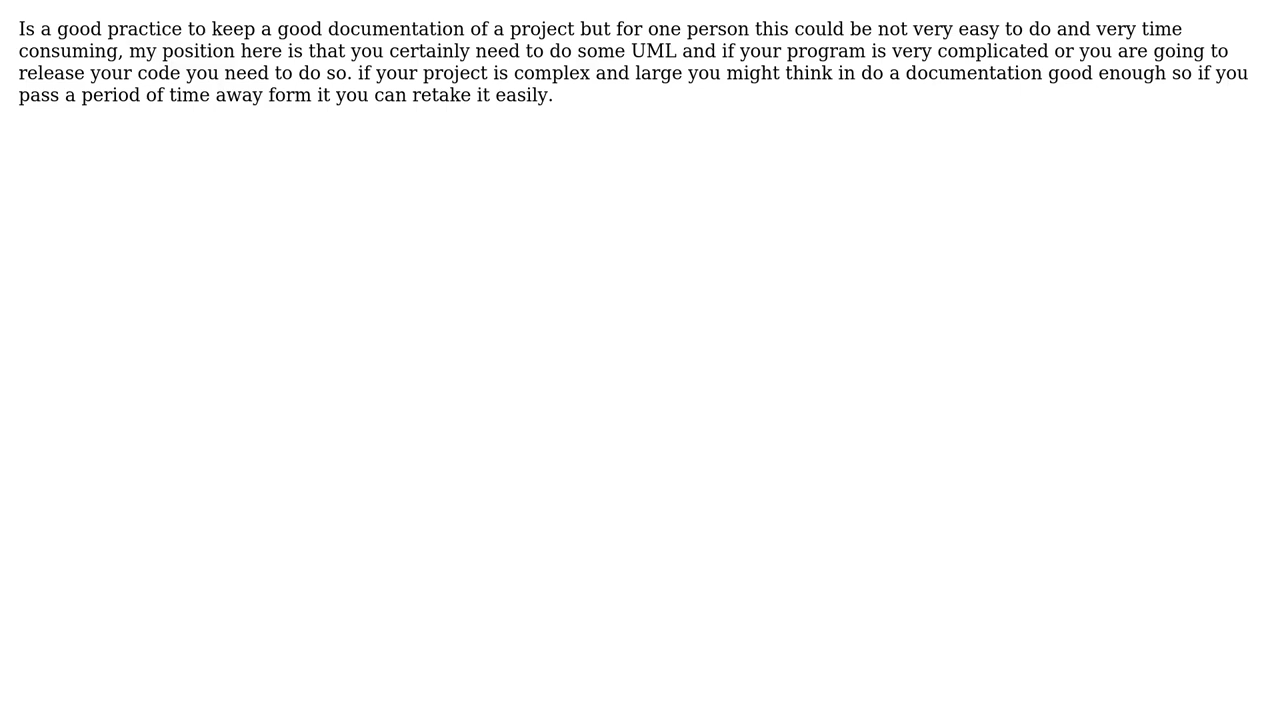 Is a good practice to keep a good documentation of a project but for one person this could be not very easy to do and very time
consuming, my position here is that you certainly need to do some UML and if your program is very complicated or you are going to
release your code you need to do so. if your project is complex and large you might think in do a documentation good enough so if you
pass a period of time away form it you can retake it easily.